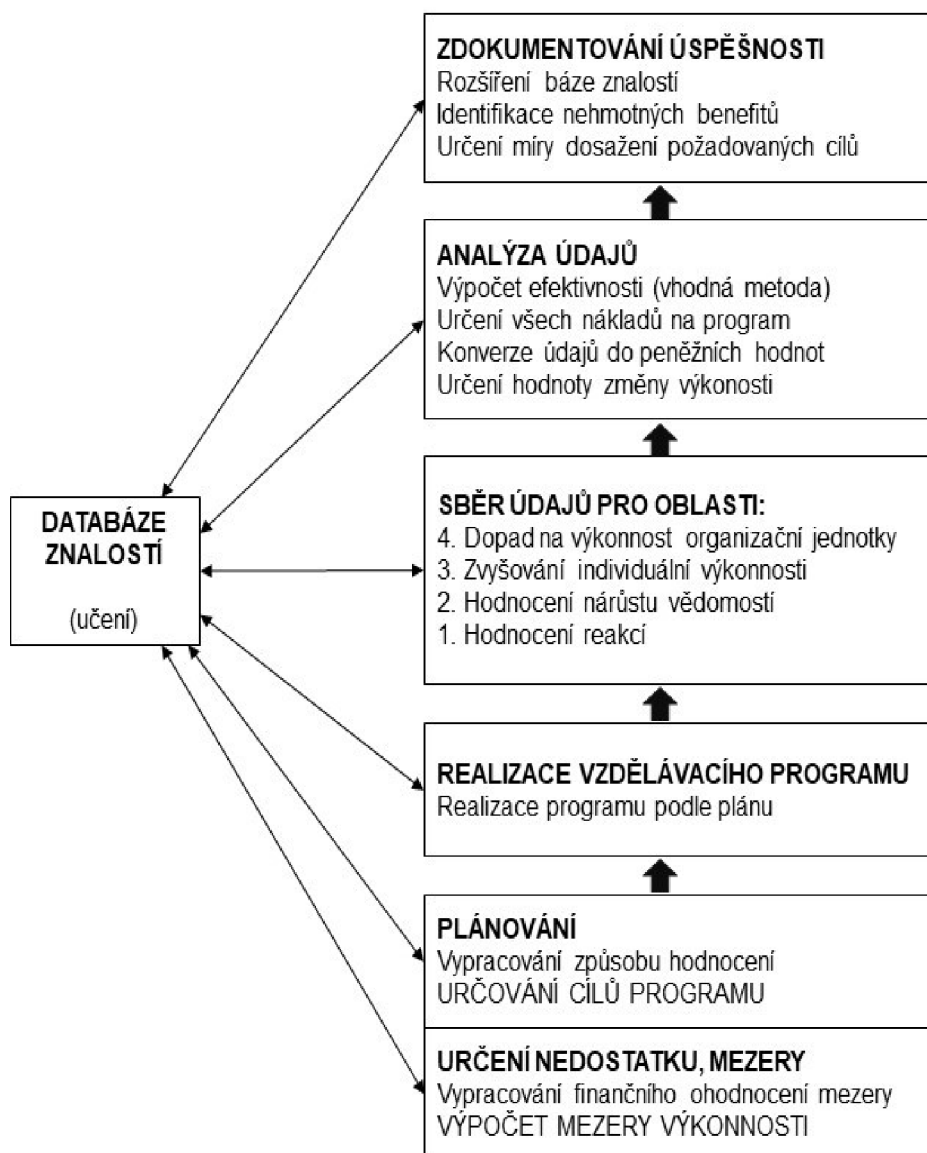 ZDOKUMENTOVÁNÍ ÚSPĚŠNOSTI
Rozšíření báze znalostí
Identifikace nehmotných benefitů
Určení míry dosažení požadovaných cílů
ANALÝZA ÚDAJŮ
Výpočet efektivnosti (vhodná metoda)
Určení všech nákladů na program
Konverze údajů do peněžních hodnot
Určení hodnoty změny výkonosti
DATABÁZE
ZNALOSTÍ
(učení)
SBĚR ÚDAJŮ PRO OBLASTI:
4. Dopad na výkonnost organizační jednotky
3. Zvyšování individuální výkonnosti
2. Hodnocení nárůstu vědomostí
1. Hodnocení reakcí
REALIZACE VZDĚLÁVACÍHO PROGRAMU
Realizace programu podle plánu
PLÁNOVÁNÍ
Vypracování způsobu hodnocení
URČOVÁNÍ CÍLŮ PROGRAMU
URČENÍ NEDOSTATKU, MEZERY
Vypracování finančního ohodnocení mezery
VÝPOČET MEZERY VÝKONNOSTI